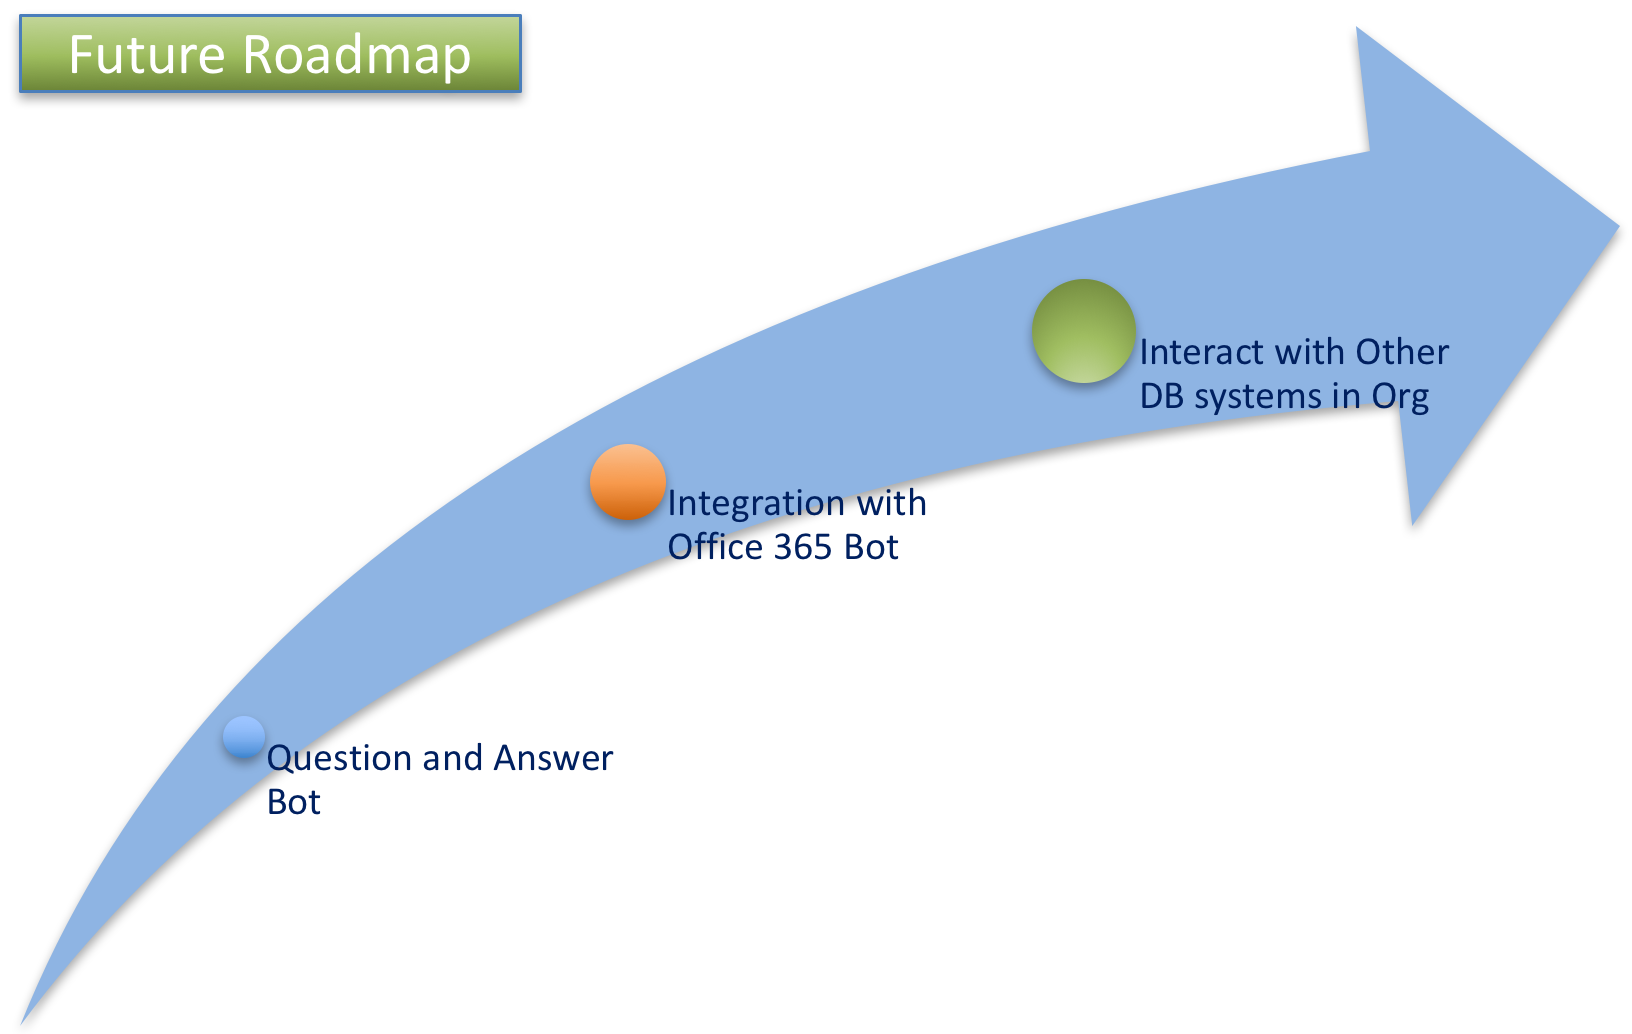 Future Roadmap
Interact with Other
DB systems in Org
Integration with
Office 365 Bot
Question and Answer
Bot